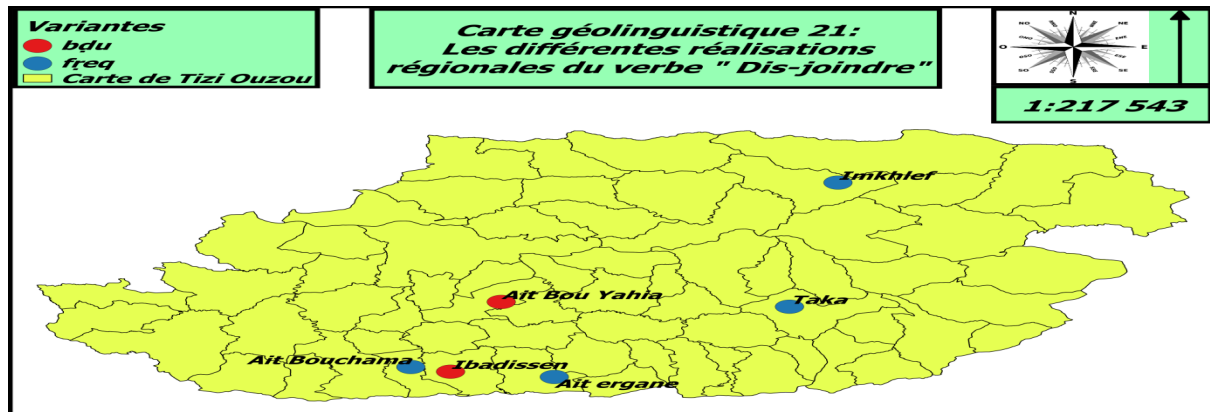 Variantes
bḍu
fṛeq
Carte de Tizi Ouzou
Carte géolinguistique 21:
Les différentes réalisations
régionales du verbe " Dis-joindre"
N
NO
NE
O
E
SO
SE
S
1:217 543
Imkhlef
Ait Bou Yahia
Taka
Ait Bouchama
Ibadissen
Ait ergane